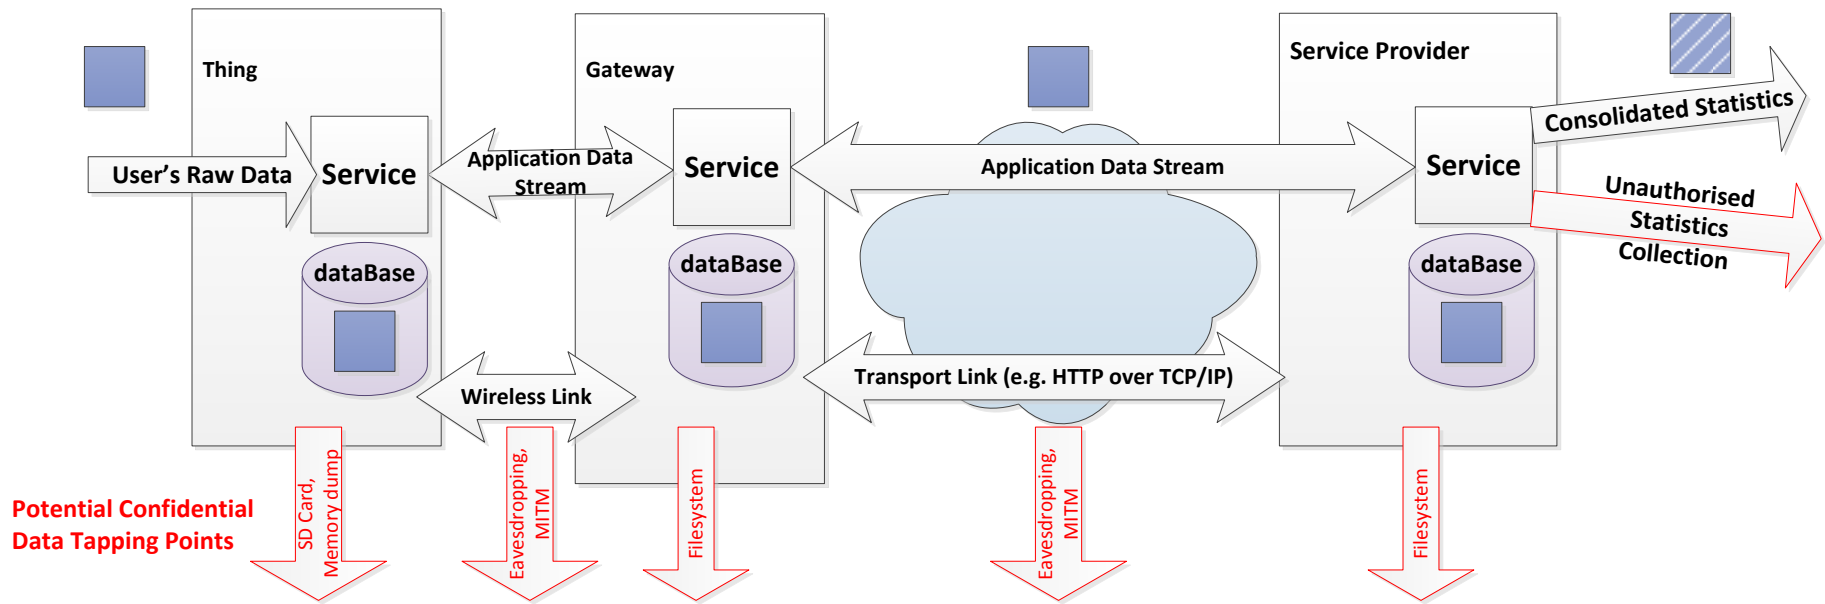 Thing
Gateway
Service Provider
User's Raw Data
Service
Application Data
Stream
Service
Application Data Stream
Service
Consolidated Statistics
Unauthorised
Statistics
Collection
dataBase
dataBase
dataBase
Wireless Link
Transport Link (e.g. HTTP over TCP/IP)
Potential Confidential
Data Tapping Points
SD Card,
Memory dump
Eavesdropping,
MITM
Filesystem
Eavesdropping,
MITM
Filesystem